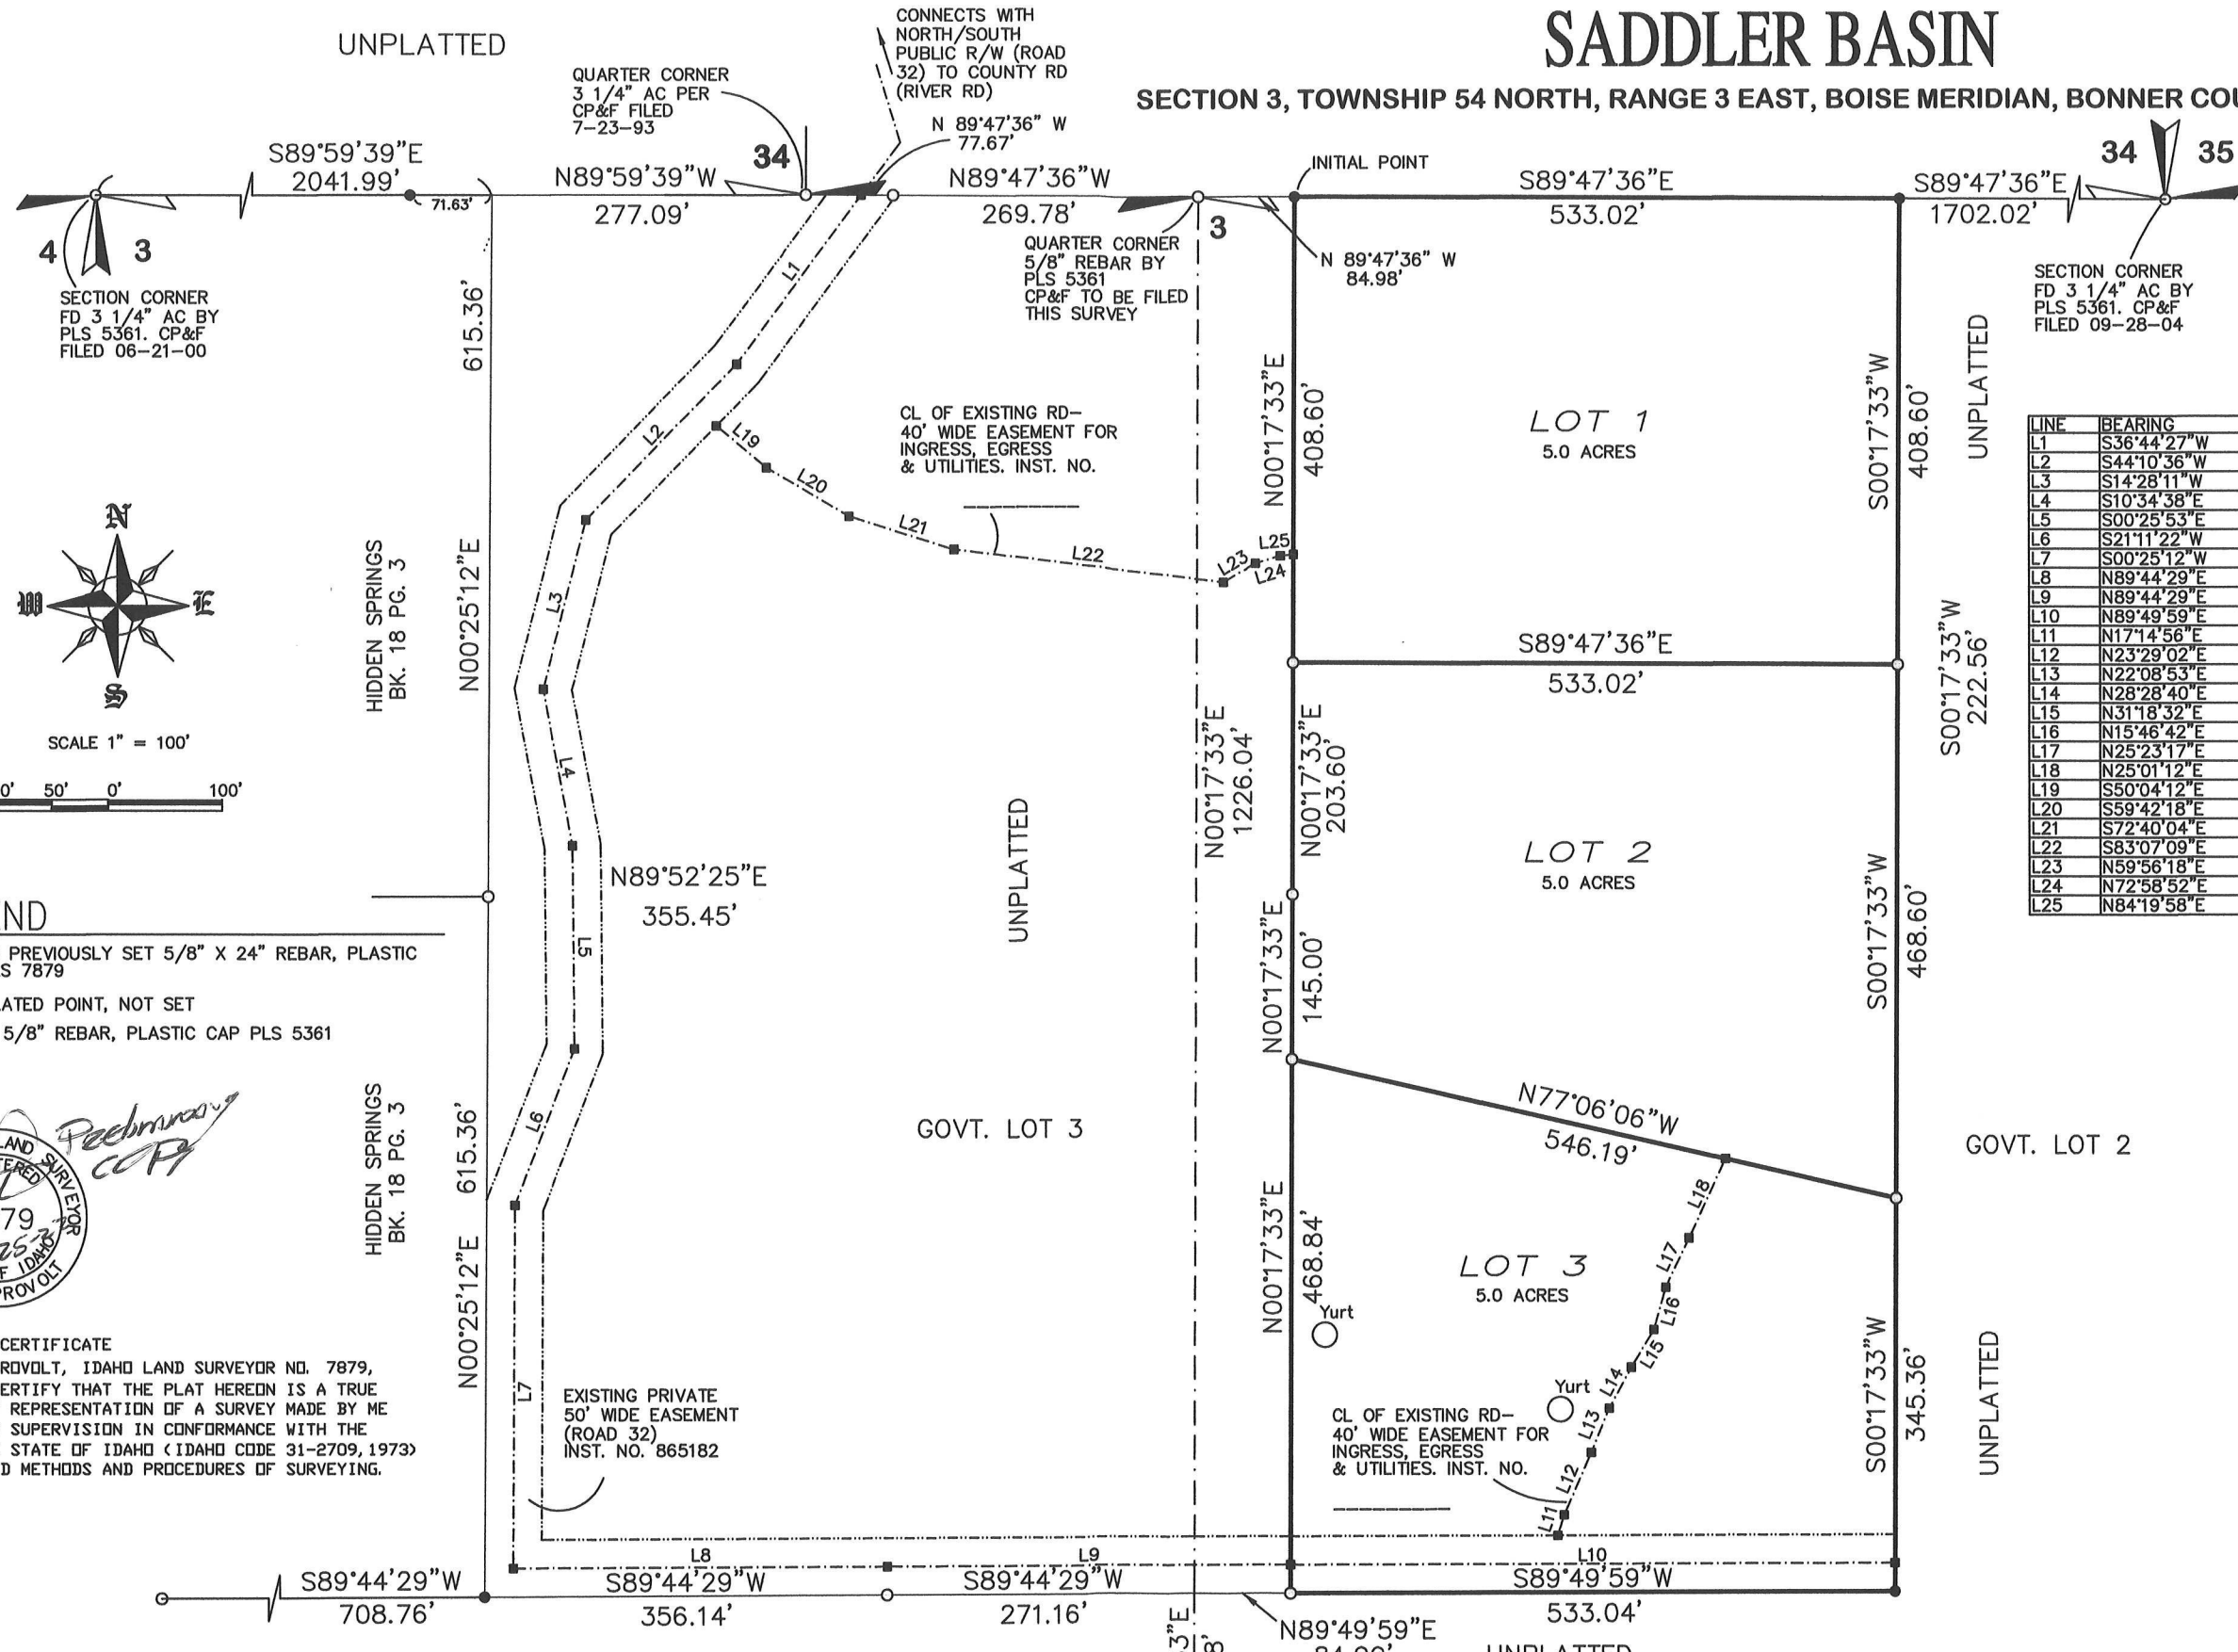 SADDLER BASIN
SECTION 3, TOWNSHIP 54 NORTH, RANGE 3 EAST, BOISE MERIDIAN, BONNER COU
UNPLATTED
CONNECTS WITH
NORTH/SOUTH
PUBLIC R/W (ROAD
32) TO COUNTY RD
(RIVER RD)
QUARTER CORNER
3 1/4" AC PER
CP&F FILED
7-23-93
N 89°47'36" W
77.67'
S89°59'39"E
2041.99'
71.63'
N89°59'39"W
277.09'
34
N89°47'36"W
269.78'
INITIAL POINT
S89°47'36"E
533.02'
S89°47'36"E
1702.02'
34
35
4
3
SECTION CORNER
FD 3 1/4" AC BY
PLS 5361. CP&F
FILED 06-21-00
QUARTER CORNER
5/8" REBAR BY
PLS 5361
CP&F TO BE FILED
THIS SURVEY
3
N 89°47'36" W
84.98'
SECTION CORNER
FD 3 1/4" AC BY
PLS 5361. CP&F
FILED 09-28-04
615.36'
N00°25'12"E
HIDDEN SPRINGS
BK. 18 PG. 3
L1
L2
L3
L4
L5
L6
L7
L19
L20
L21
L22
L23
L24
L25
CL OF EXISTING RD-
40' WIDE EASEMENT FOR
INGRESS, EGRESS
& UTILITIES. INST. NO.
N00°17'33"E
408.60'
LOT 1
5.0 ACRES
S00°17'33"W
408.60'
UNPLATTED
LINE BEARING
L1 S36°44'27"W
L2 S44°10'36"W
L3 S14°28'11"W
L4 S10°34'38"E
L5 S00°25'53"E
L6 S21°11'22"W
L7 S00°25'12"W
L8 N89°44'29"E
L9 N89°44'29"E
L10 N89°49'59"E
L11 N17°14'56"E
L12 N23°29'02"E
L13 N22°08'53"E
L14 N28°28'40"E
L15 N31°18'32"E
L16 N15°46'42"E
L17 N25°23'17"E
L18 N25°01'12"E
L19 S50°04'12"E
L20 S59°42'18"E
L21 S72°40'04"E
L22 S83°07'09"E
L23 N59°56'18"E
L24 N72°58'52"E
L25 N84°19'58"E
N
W
E
S
SCALE 1" = 100'
0' 50' 0' 100'
S89°47'36"E
533.02'
S00°17'33"W
222.56'
N00°17'33"E
1226.04'
N00°17'33"E
203.60'
LOT 2
5.0 ACRES
S00°17'33"W
468.60'
N00°17'33"E
145.00'
UNPLATTED
N89°52'25"E
355.45'
ND
PREVIOUSLY SET 5/8" X 24" REBAR, PLASTIC
S 7879
ATED POINT, NOT SET
5/8" REBAR, PLASTIC CAP PLS 5361
Preliminary
COPY
LAND SURVEYOR
TERED
79
F IDAHO
PROVOLT
HIDDEN SPRINGS
BK. 18 PG. 3
615.36'
N00°25'12"E
GOVT. LOT 3
N77°06'06"W
546.19'
GOVT. LOT 2
N00°17'33"E
468.84'
LOT 3
5.0 ACRES
Yurt
Yurt
L18
L17
L16
L15
L14
L13
L12
L11
S00°17'33"W
345.36'
UNPLATTED
CERTIFICATE
ROVOLT, IDAHO LAND SURVEYOR NO. 7879,
ERTIFY THAT THE PLAT HEREON IS A TRUE
REPRESENTATION OF A SURVEY MADE BY ME
SUPERVISION IN CONFORMANCE WITH THE
STATE OF IDAHO (IDAHO CODE 31-2709,1973)
D METHODS AND PROCEDURES OF SURVEYING.
EXISTING PRIVATE
50' WIDE EASEMENT
(ROAD 32)
INST. NO. 865182
CL OF EXISTING RD-
40' WIDE EASEMENT FOR
INGRESS, EGRESS
& UTILITIES. INST. NO.
L8
L9
L10
S89°44'29"W
708.76'
S89°44'29"W
356.14'
S89°44'29"W
271.16'
S89°49'59"W
533.04'
N89°49'59"E
33"E
8'
UNPLATTED